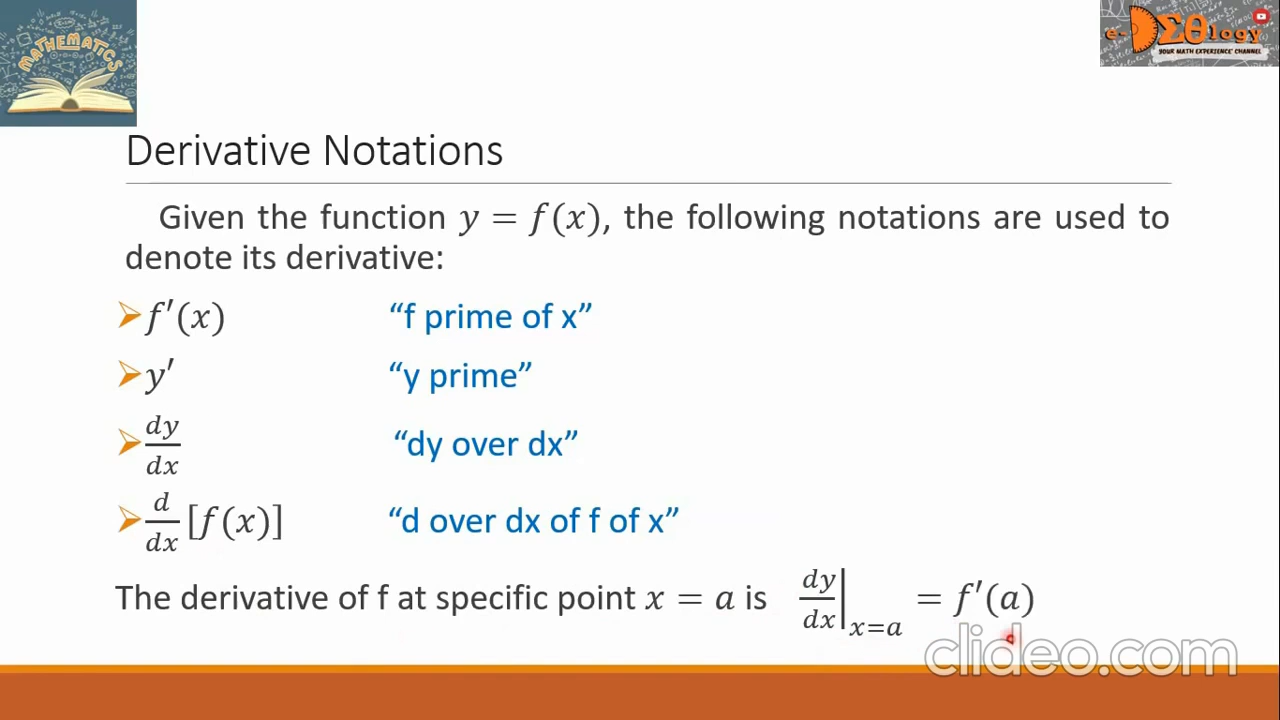 MATHEMATICS
e-DΣθlogy
YOUR MATH EXPERIENCE CHANNEL
Derivative Notations
Given the function y = f(x), the following notations are used to
denote its derivative:
➢ f′(x) “f prime of x”
➢ y′ “y prime”
➢ dy/dx “dy over dx”
➢ d/dx [f(x)] “d over dx of f of x”
The derivative of f at specific point x = a is dy/dx|x=a = f′(a)
clideo.com